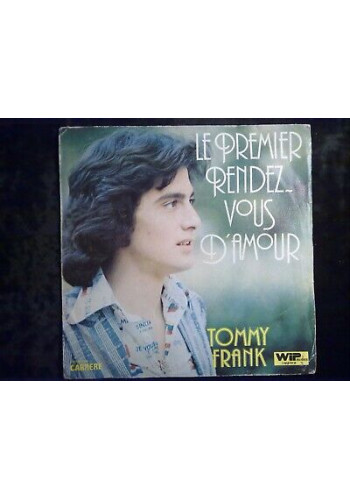 LE PREMIER
RENDEZ-
VOUS
D'AMOUR
TOMMY
FRANK
CARRERE
WIP